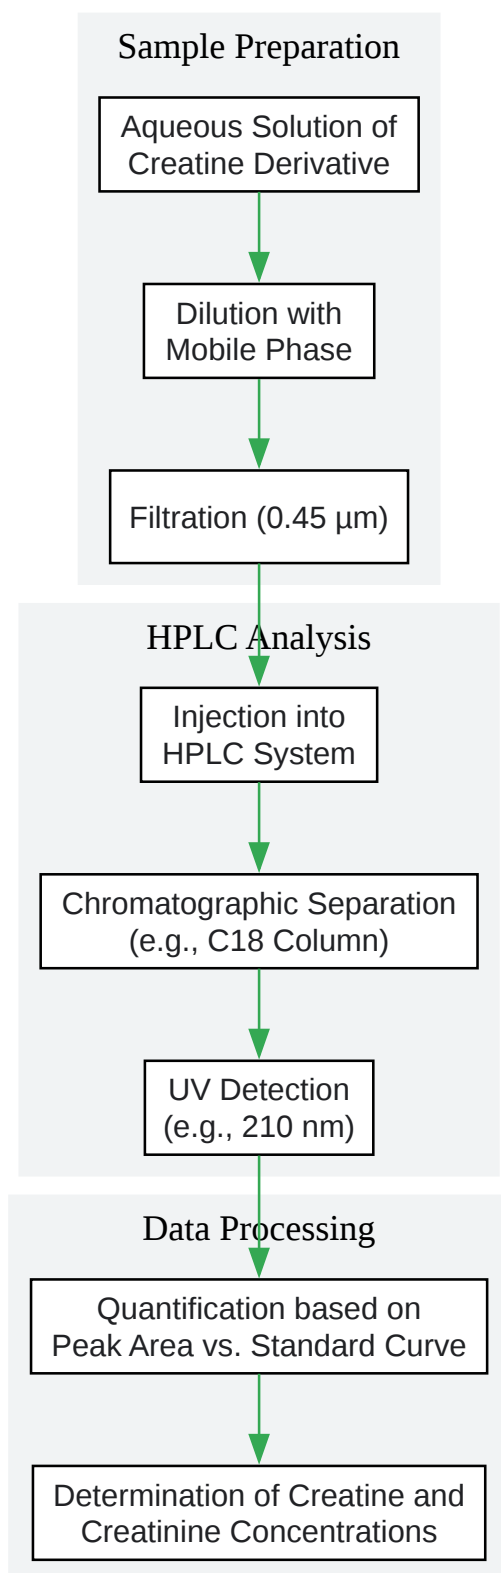 Sample Preparation
Aqueous Solution of
Creatine Derivative
Dilution with
Mobile Phase
Filtration (0.45 µm)
HPLC Analysis
Injection into
HPLC System
Chromatographic Separation
(e.g., C18 Column)
UV Detection
(e.g., 210 nm)
Data Processing
Quantification based on
Peak Area vs. Standard Curve
Determination of Creatine and
Creatinine Concentrations